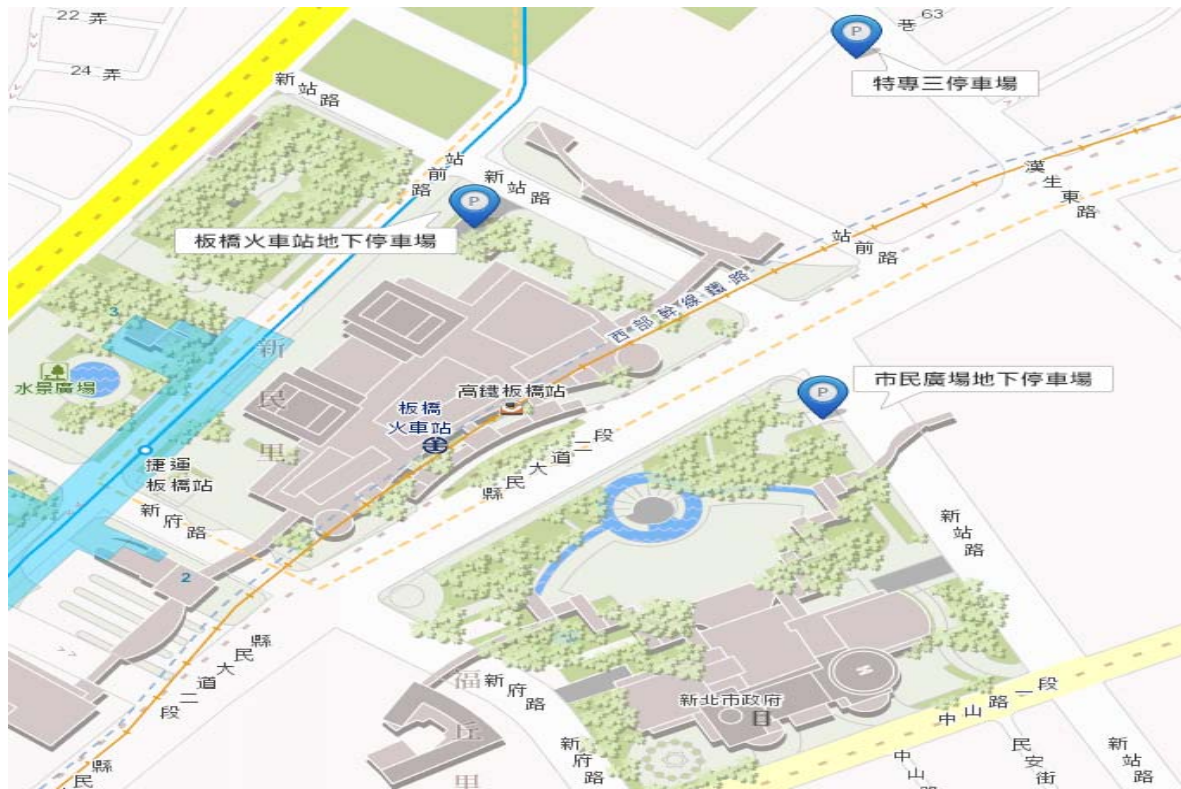 22 弄
63
巷
特專三停車場
24 弄
新站路
漢生東路
站前路
新站路
板橋火車站地下停車場
站前路
西部幹線鐵路
3
新民里
水景廣場
市民廣場地下停車場
高鐵板橋站
板橋
火車站
縣民大道二段
捷運
板橋站
新府路
新站路
2
縣民大道二段
福丘里
新府路
新北市政府
中山路一段
新府路
中山路
民安街
新站路
縣民